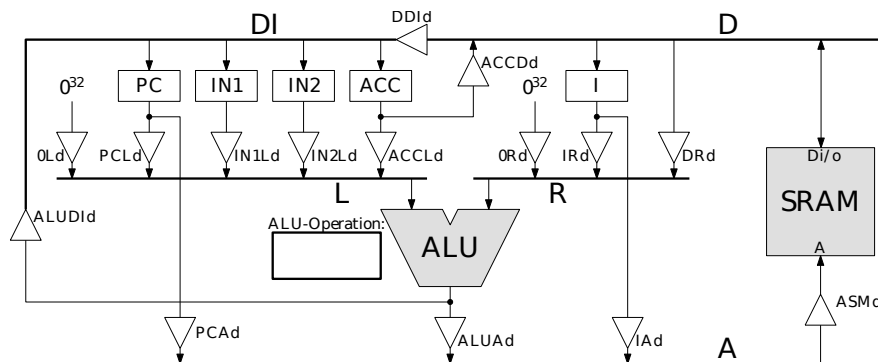 DI
DDId
D
ACCDd
0³²
PC
IN1
IN2
ACC
0³²
I
0Ld
PCLd
IN1Ld
IN2Ld
ACCLd
0Rd
IRd
DRd
Di/o
SRAM
A
L
R
ALUDId
ALU-Operation:
ALU
PCAd
ALUAd
IAd
A
ASMd